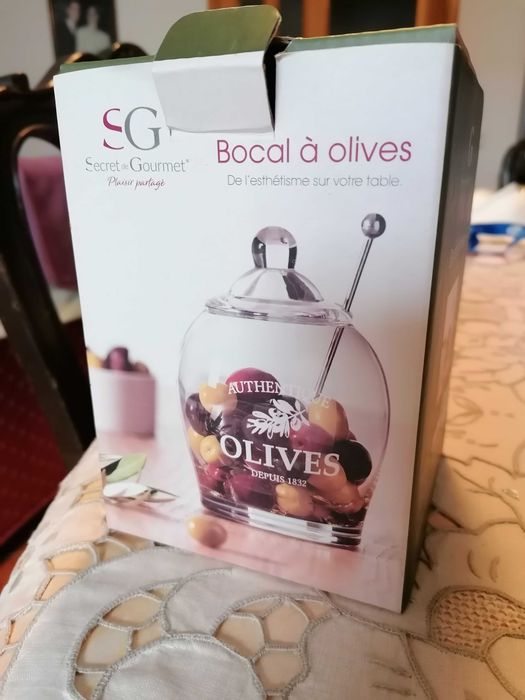 SG
Secret de Gourmet®
Plaisir partagé
Bocal à olives
De l'esthétisme sur votre table.
AUTHENTIQUE
OLIVES
DEPUIS 1832